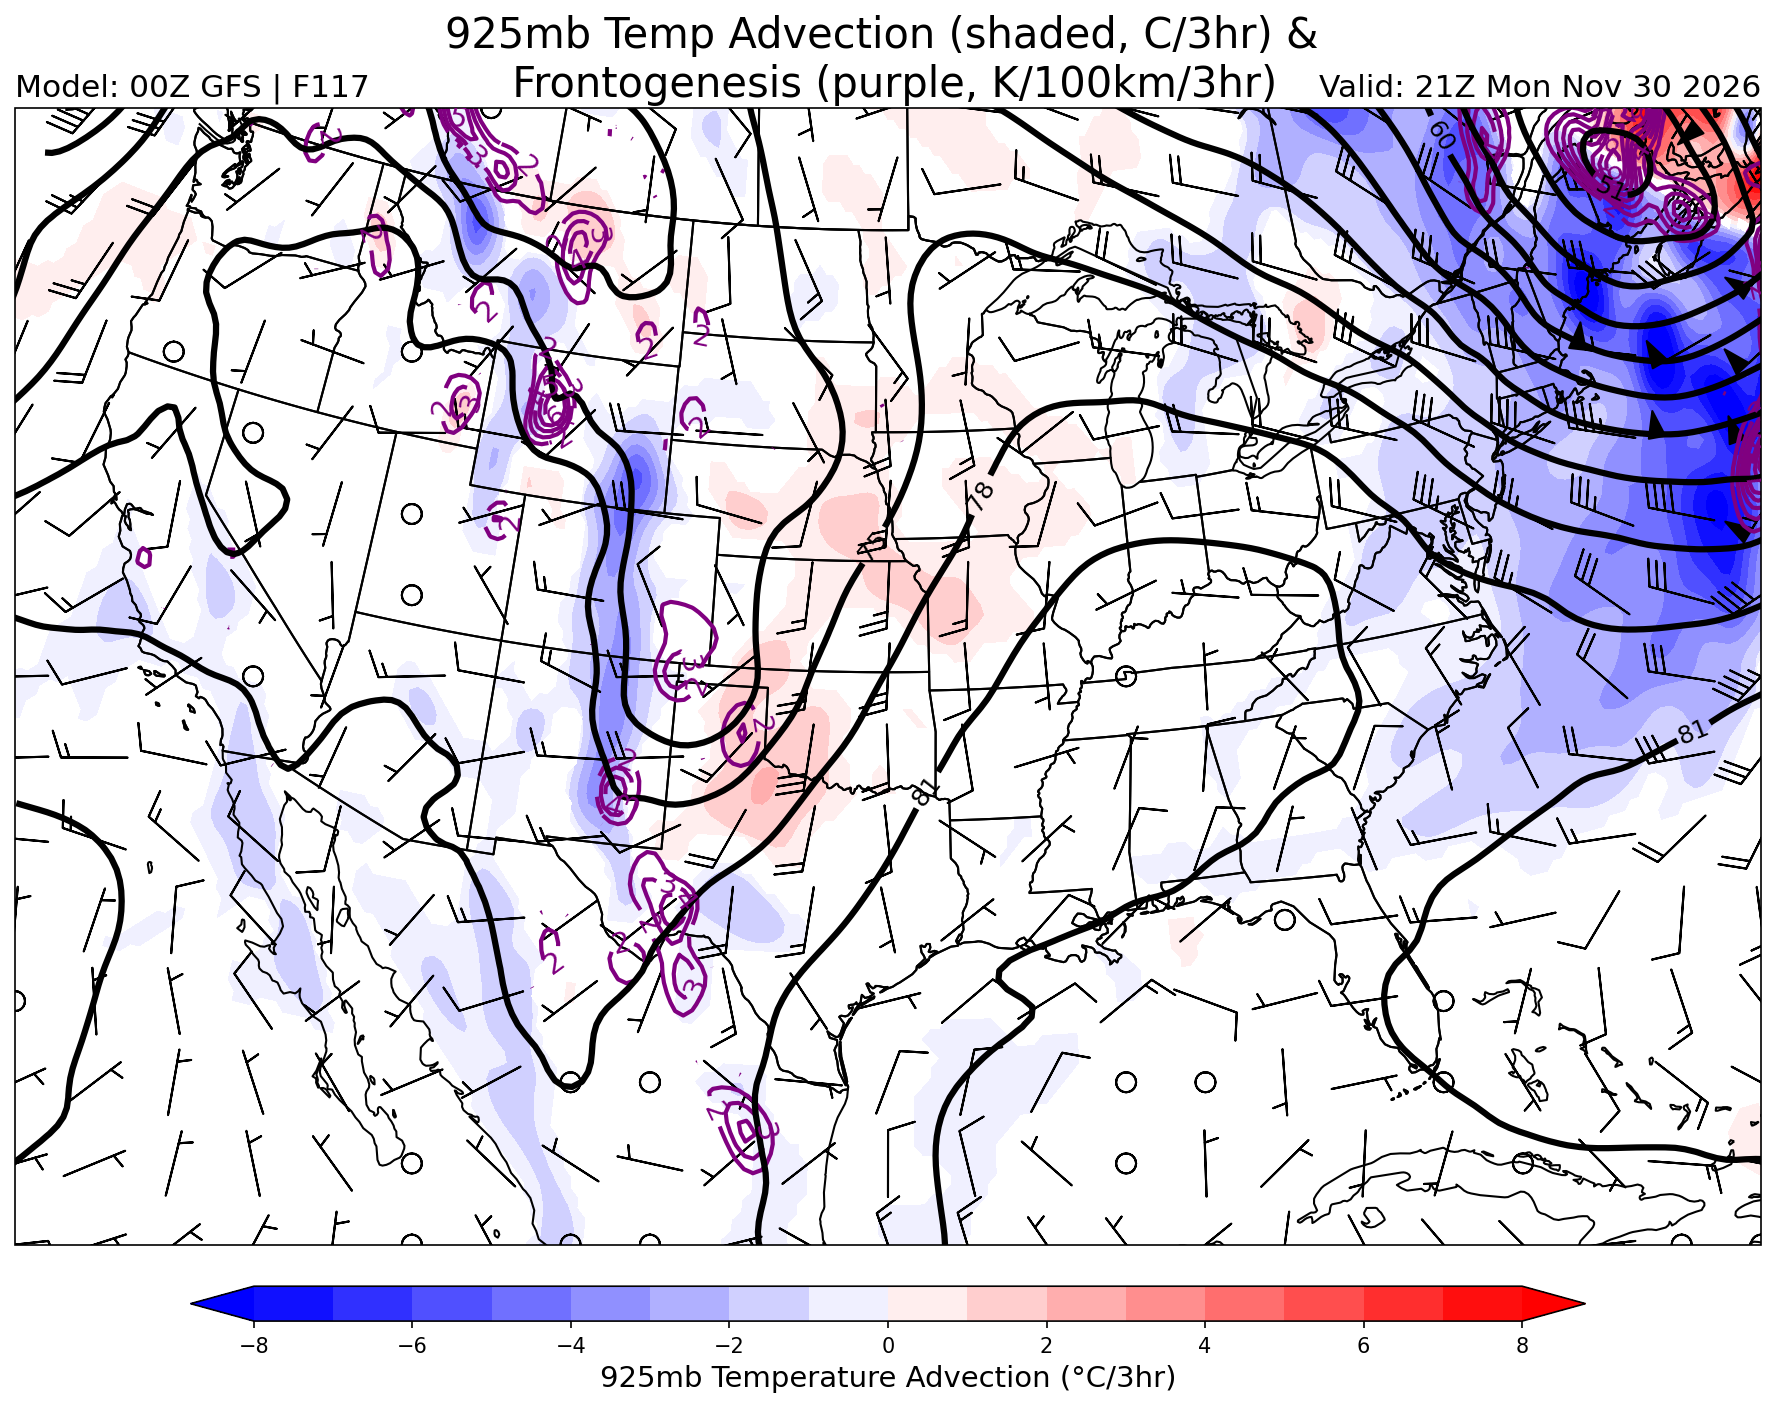 925mb Temp Advection (shaded, C/3hr) &
Frontogenesis (purple, K/100km/3hr)
Model: 00Z GFS | F117
Valid: 21Z Mon Nov 30 2026
60
51
78
81
81
−8 −6 −4 −2 0 2 4 6 8
925mb Temperature Advection (°C/3hr)